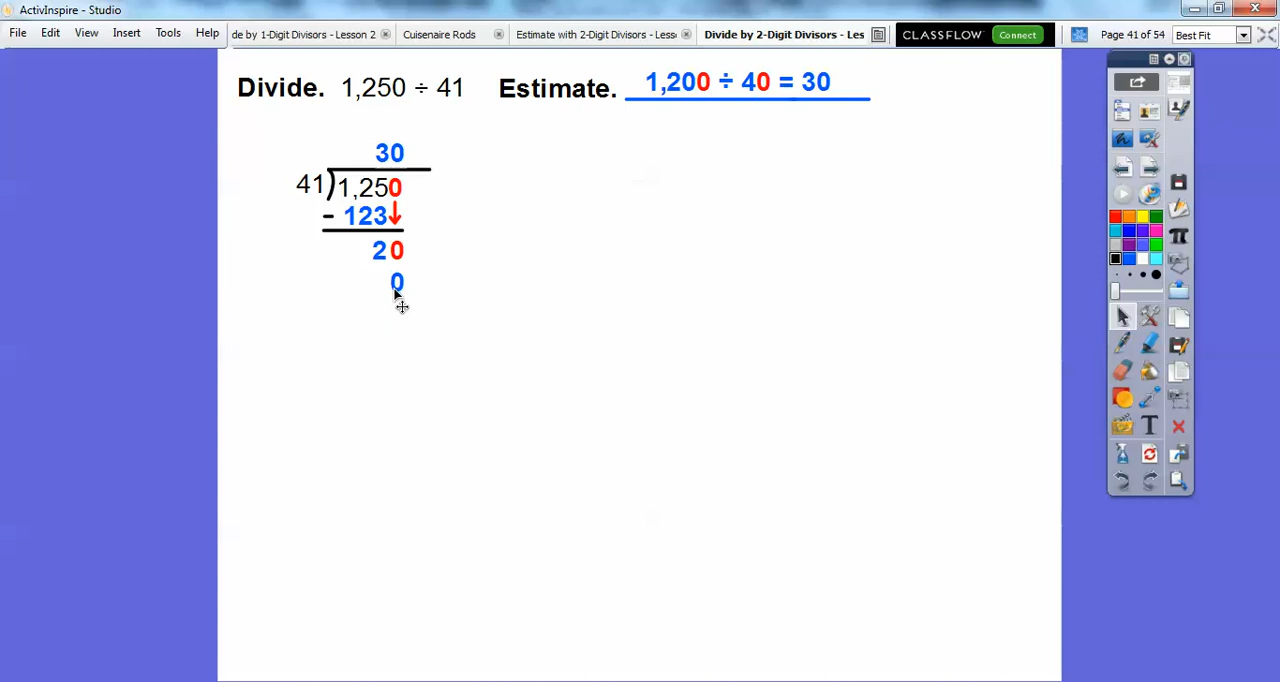 ActivInspire - Studio
File Edit View Insert Tools Help
de by 1-Digit Divisors - Lesson 2 Cuisenaire Rods Estimate with 2-Digit Divisors - Less Divide by 2-Digit Divisors - Les CLASSFLOW Connect Page 41 of 54 Best Fit
Divide. 1,250 ÷ 41 Estimate. 1,200 ÷ 40 = 30
30
41)1,250
- 123↓
20
0